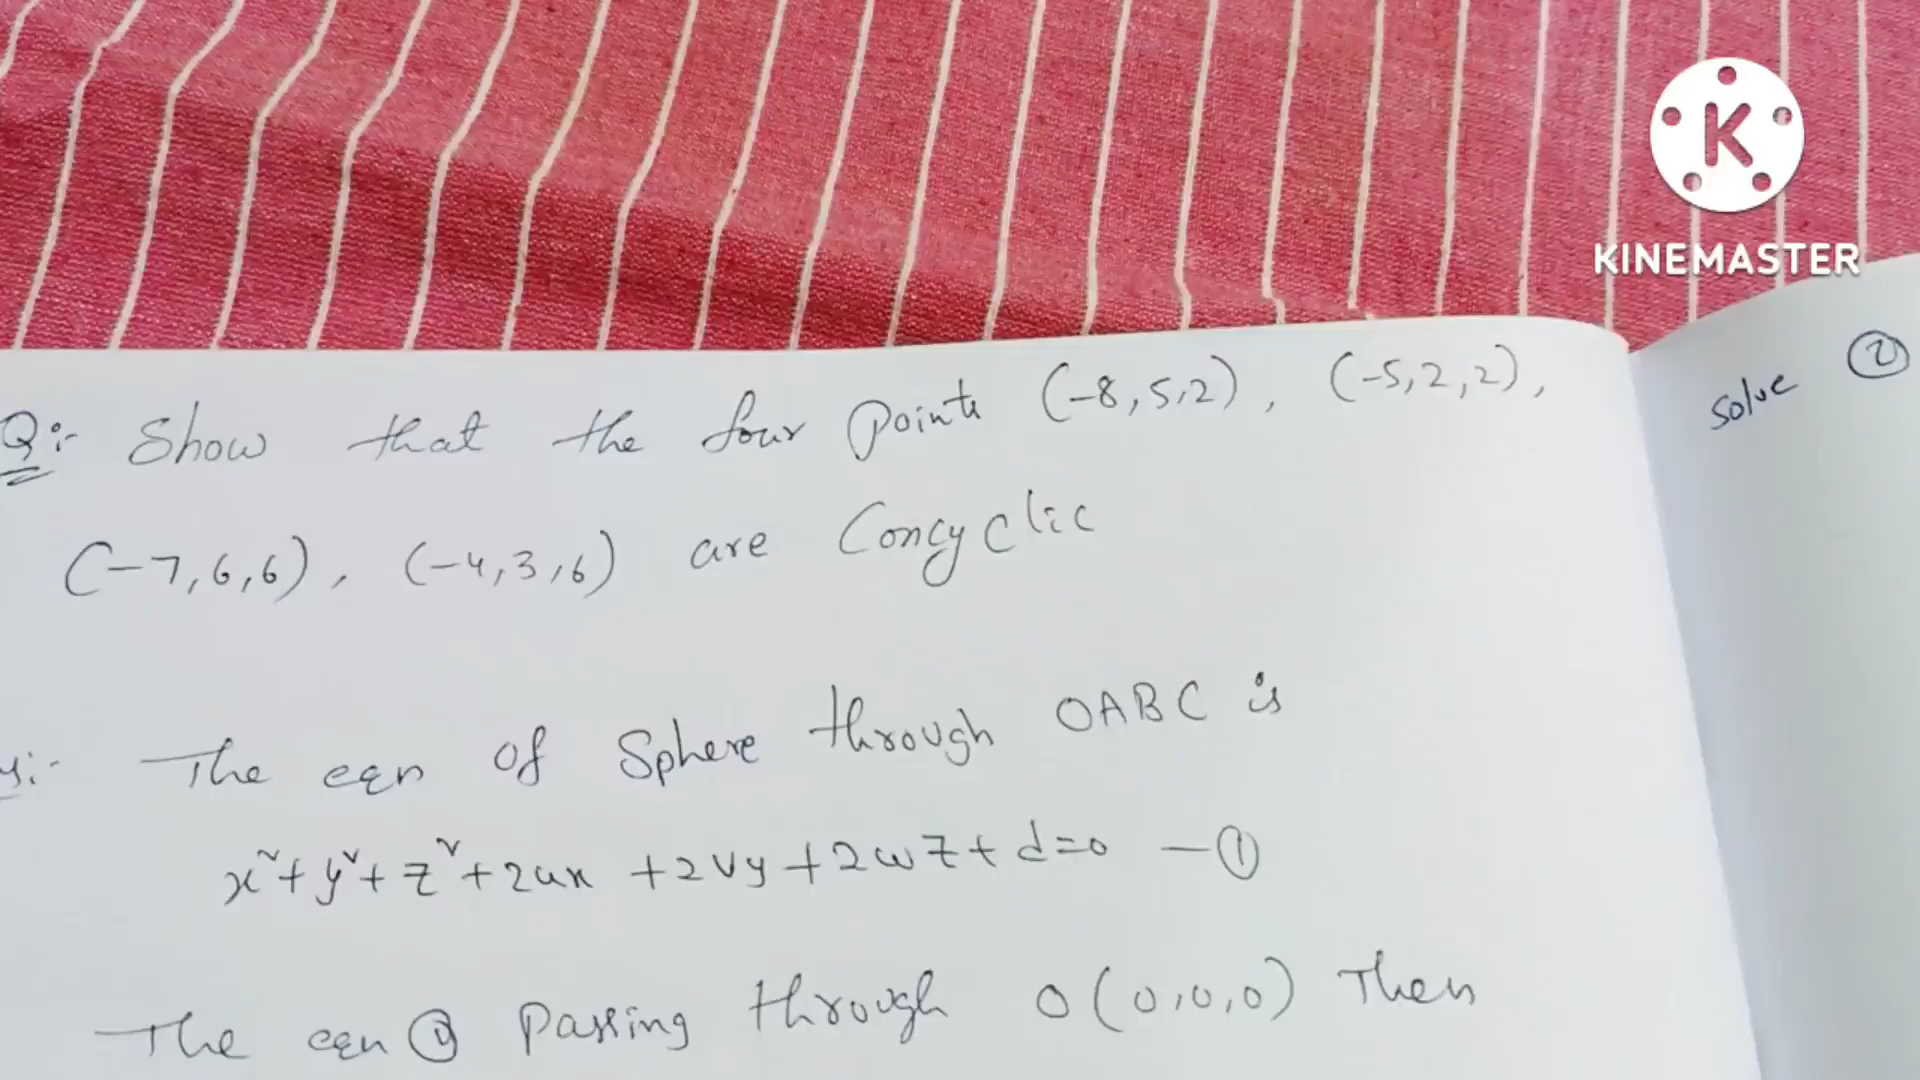 KINEMASTER
Q:- Show that the four points (-8,5,2), (-5,2,2),
(-7,6,6), (-4,3,6) are Concyclic
The eqn of Sphere through OABC is
x²+y²+z²+2ux +2vy+2wz+d=0 —①
The eqn ① Passing through O(0,0,0) Then
solve ②